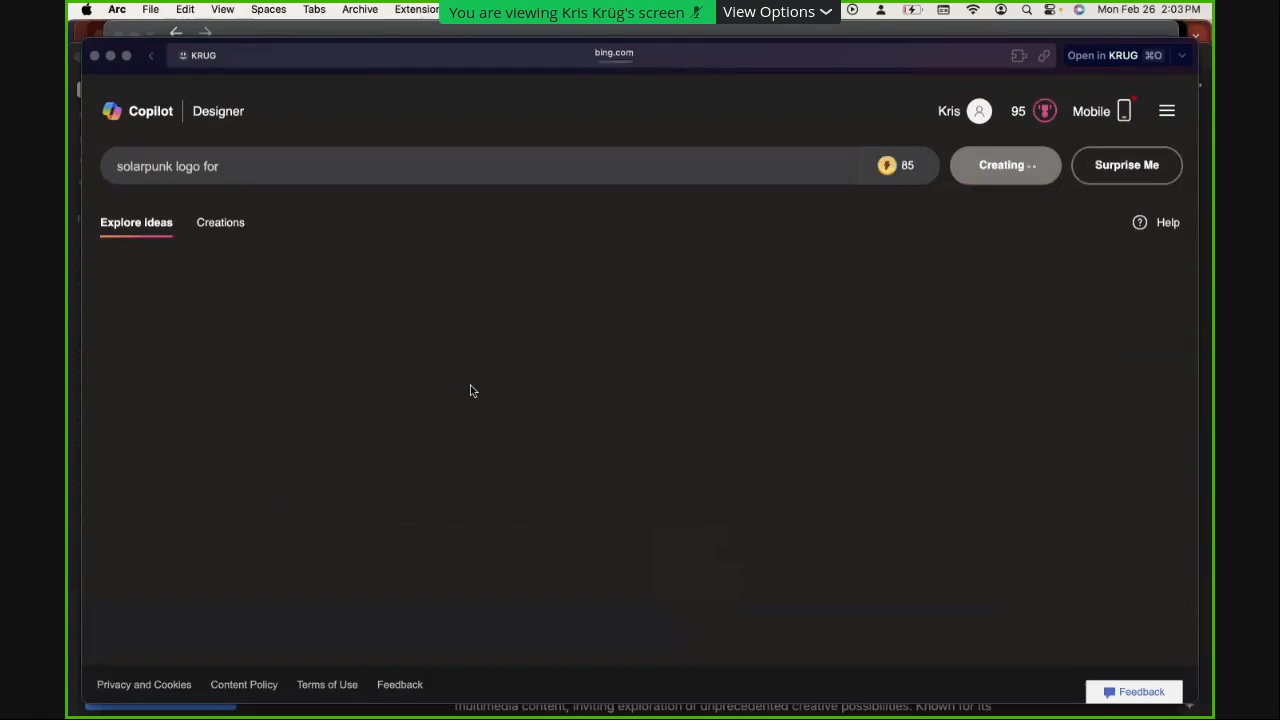 Arc File Edit View Spaces Tabs Archive Extension
You are viewing Kris Krüg's screen
View Options
Mon Feb 26 2:03 PM
KRUG
bing.com
Open in KRUG ⌘O
Copilot | Designer
Kris
95
Mobile
solarpunk logo for
85
Creating
Surprise Me
Explore ideas
Creations
Help
Privacy and Cookies
Content Policy
Terms of Use
Feedback
Feedback
multimedia content, inviting exploration of unprecedented creative possibilities. Known for its